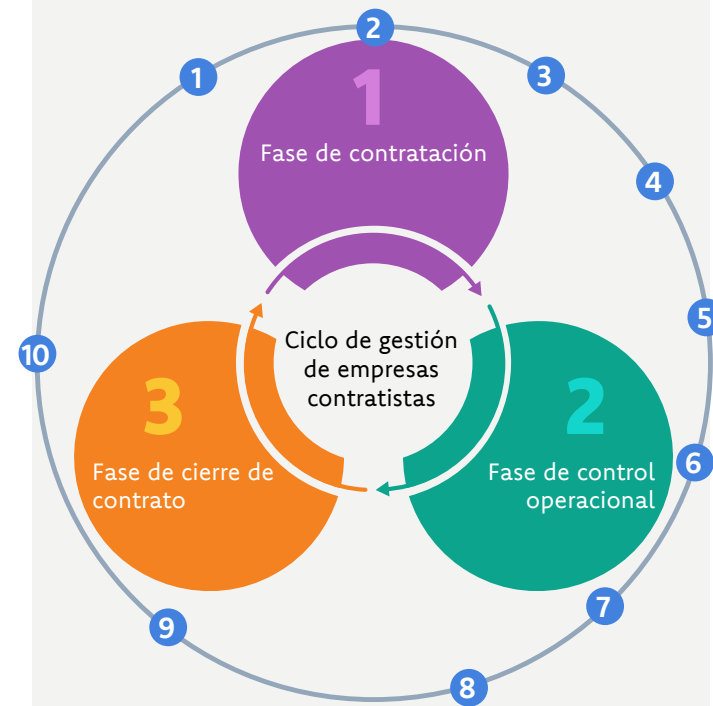 2
1
3
1
Fase de contratación
4
5
Ciclo de gestión
de empresas
contratistas
10
3
Fase de cierre de
contrato
2
Fase de control
operacional
6
7
9
8